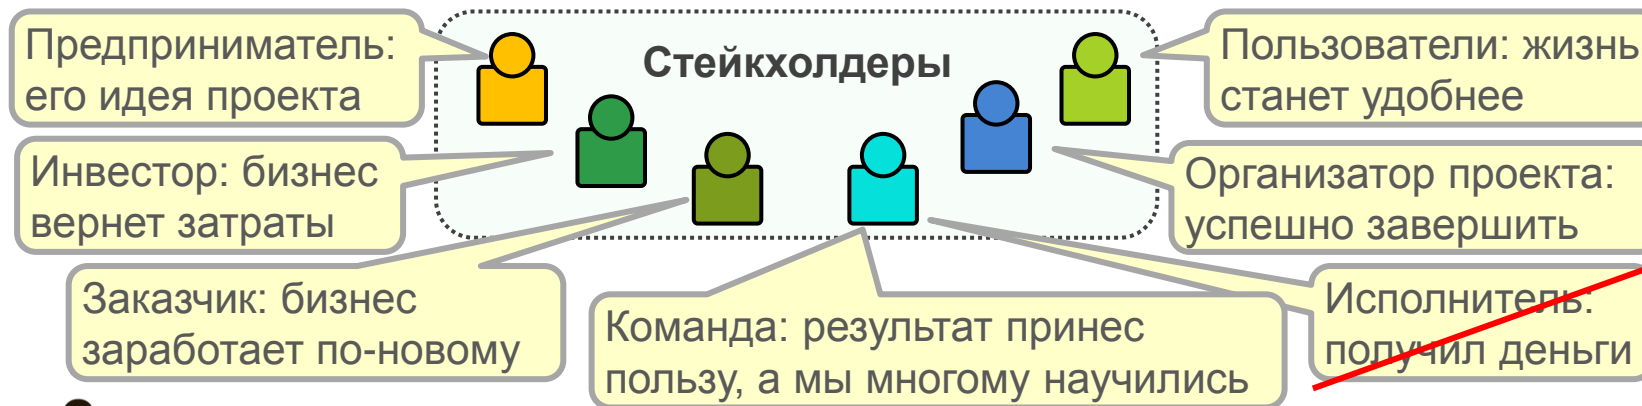 Предприниматель:
его идея проекта
Стейкхолдеры
Пользователи: жизнь
станет удобнее
Инвестор: бизнес
вернет затраты
Организатор проекта:
успешно завершить
Заказчик: бизнес
заработает по-новому
Команда: результат принес
пользу, а мы многому научились
Исполнитель:
получил деньги